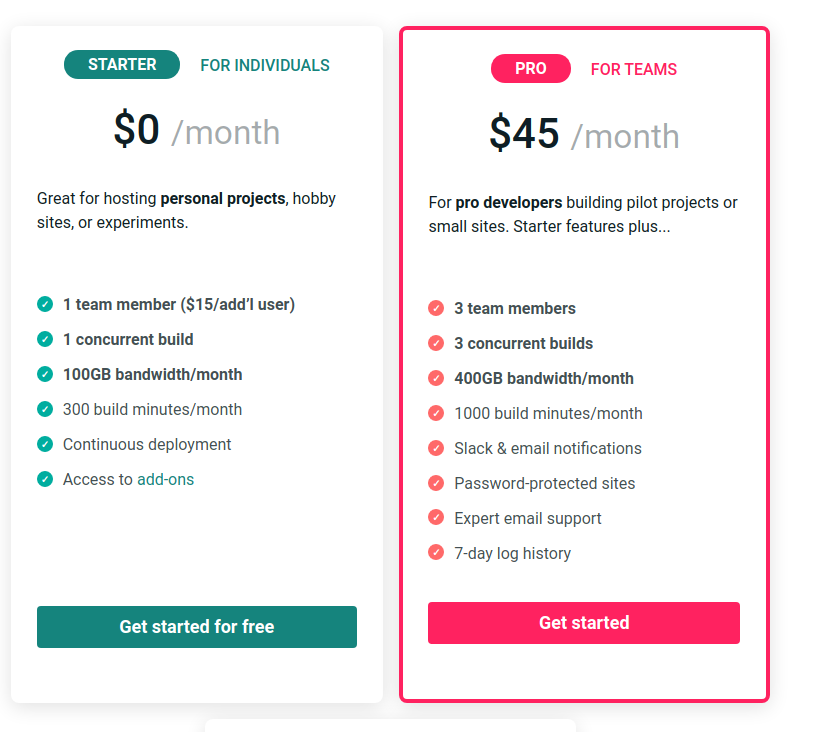 STARTER FOR INDIVIDUALS
$0 /month
Great for hosting personal projects, hobby
sites, or experiments.
1 team member ($15/add’l user)
1 concurrent build
100GB bandwidth/month
300 build minutes/month
Continuous deployment
Access to add-ons
Get started for free
PRO FOR TEAMS
$45 /month
For pro developers building pilot projects or
small sites. Starter features plus...
3 team members
3 concurrent builds
400GB bandwidth/month
1000 build minutes/month
Slack & email notifications
Password-protected sites
Expert email support
7-day log history
Get started